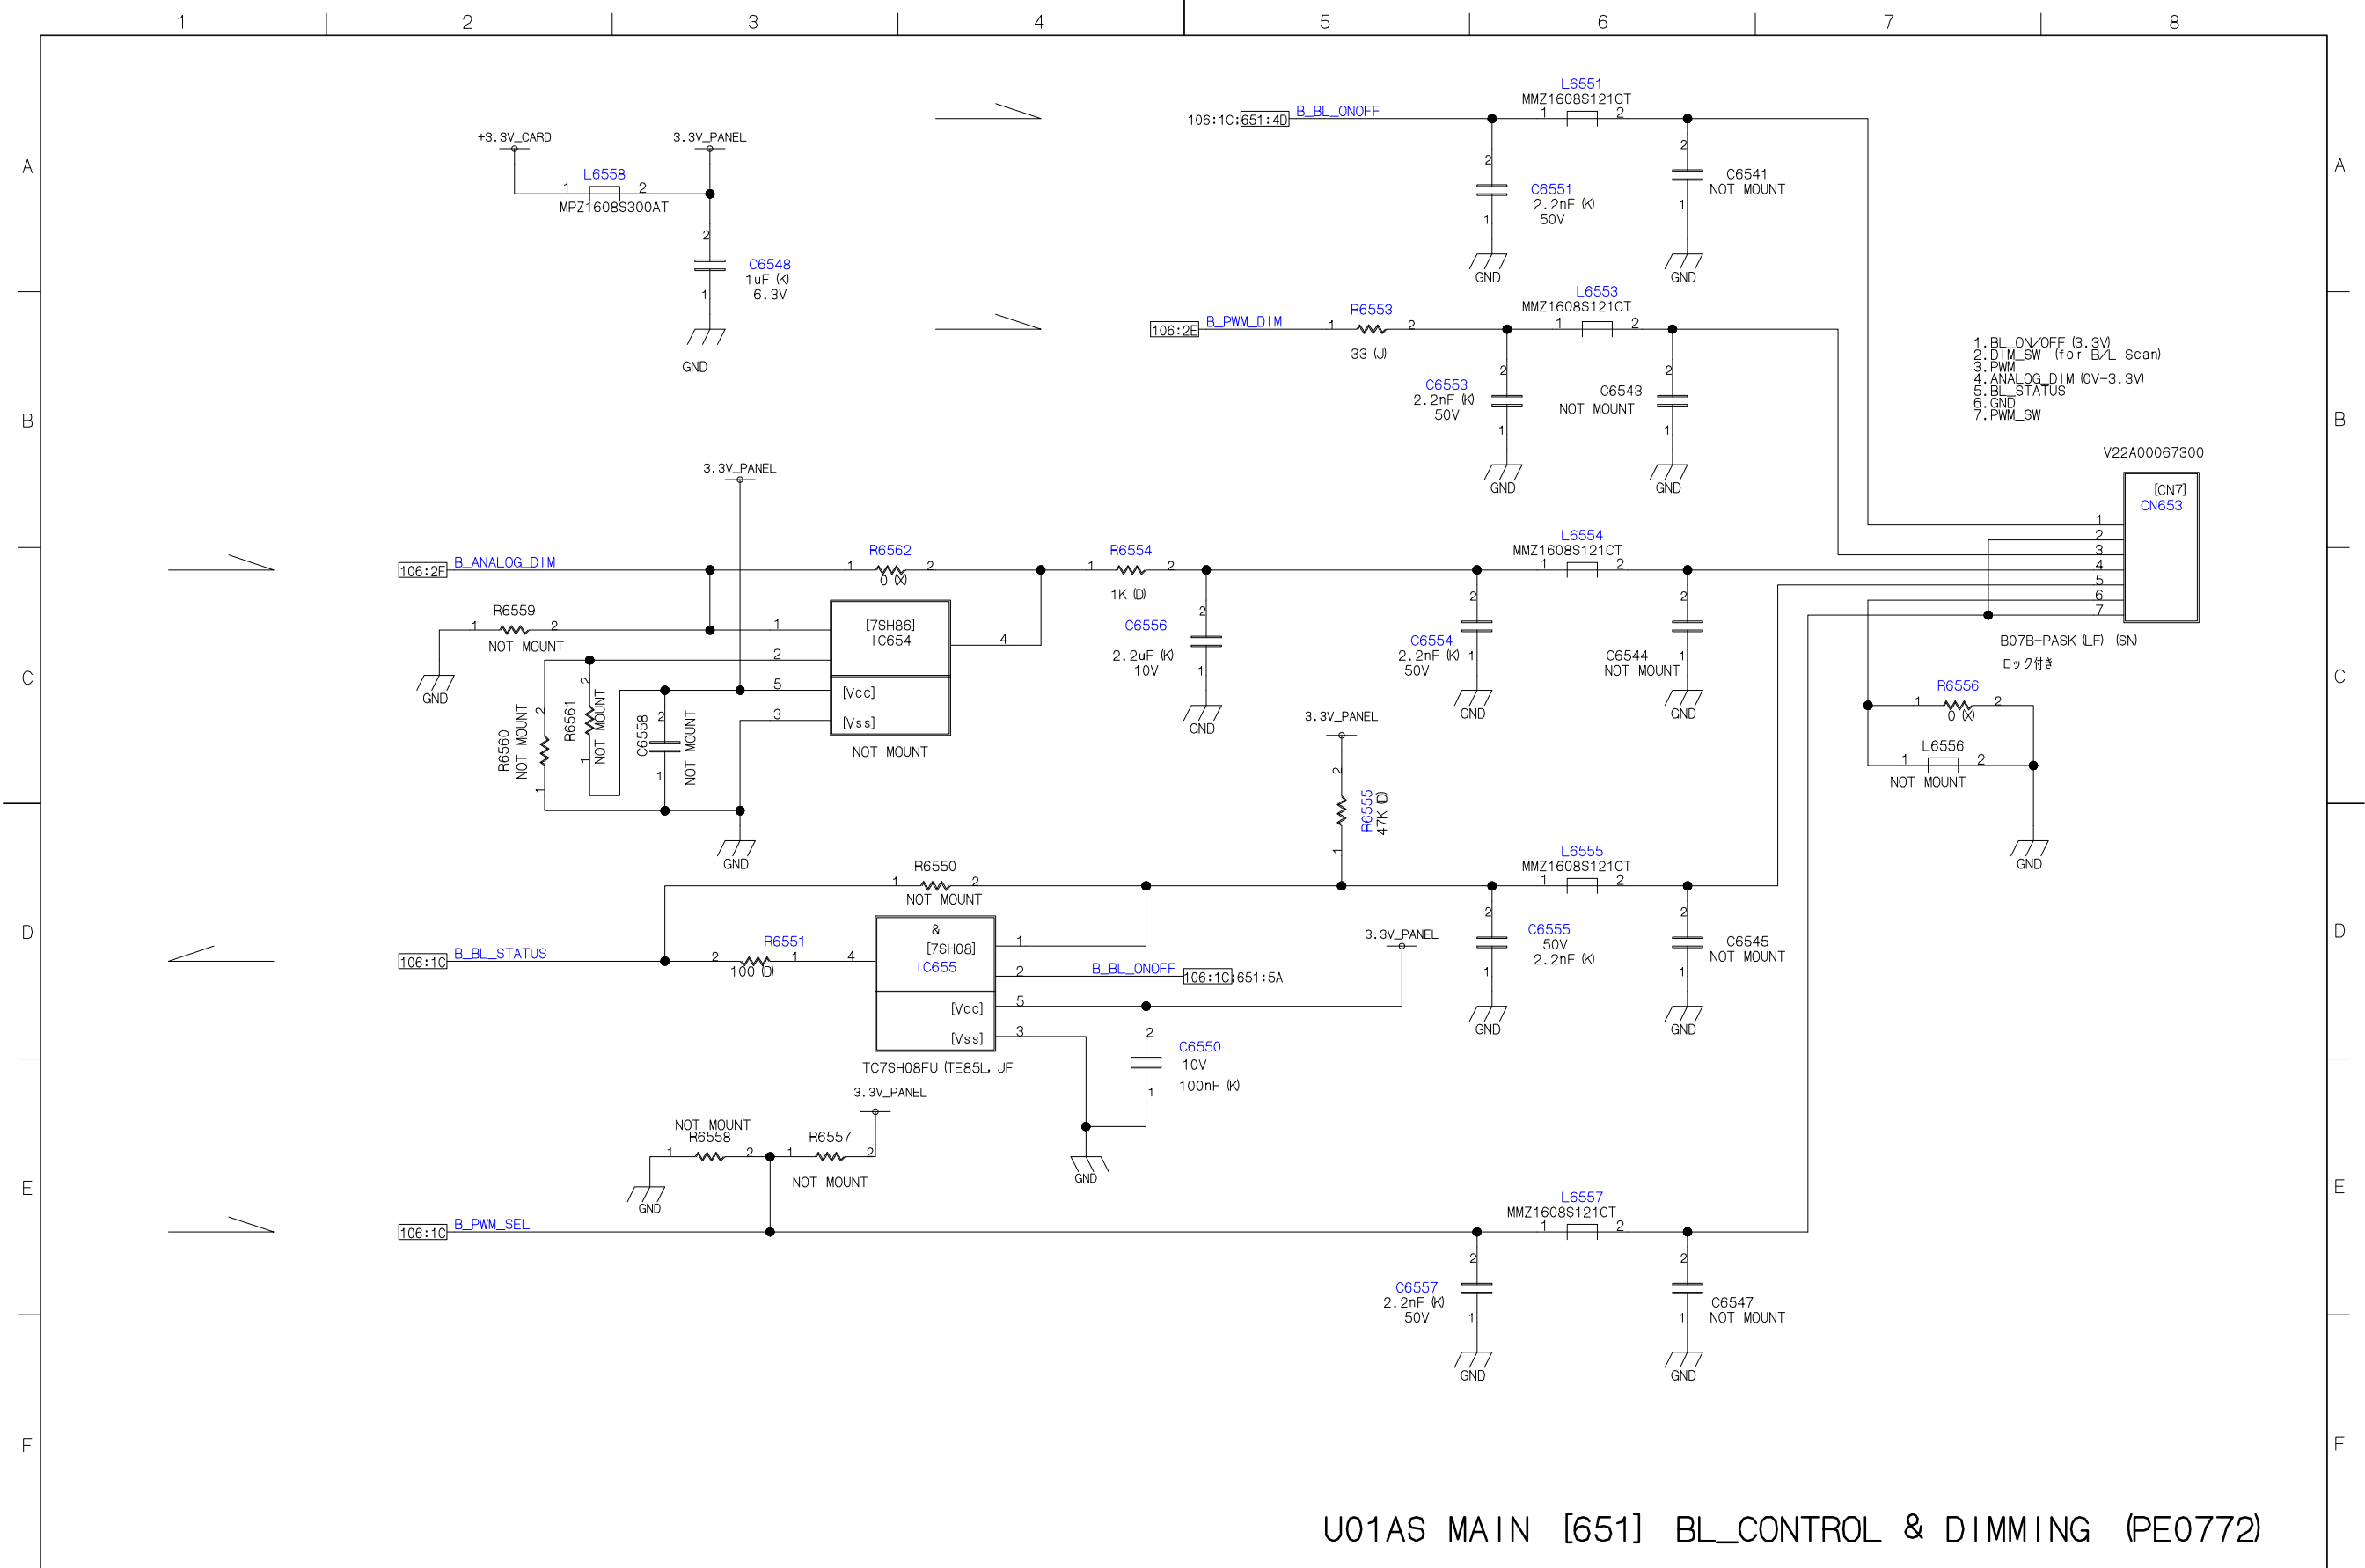 1 2 3 4 5 6 7 8
A A
B B
C C
D D
E E
F F
+3.3V_CARD
3.3V_PANEL
L6558
1 2
MPZ1608S300AT
2
C6548
1uF (K)
6.3V
1
GND
106:1C;651:4D B_BL_ONOFF
L6551
MMZ1608S121CT
1 2
2
C6551
2.2nF (K)
50V
1
GND
2
C6541
NOT MOUNT
1
GND
106:2E B_PWM_DIM
R6553
1 2
33 (J)
L6553
MMZ1608S121CT
1 2
2
C6553
2.2nF (K)
50V
1
GND
2
C6543
NOT MOUNT
1
GND
1.BL_ON/OFF (3.3V)
2.DIM_SW (for B/L Scan)
3.PWM
4.ANALOG_DIM (0V-3.3V)
5.BL_STATUS
6.GND
7.PWM_SW
V22A00067300
[CN7]
CN653
1
2
3
4
5
6
7
B07B-PASK (LF) (SN)
ロック付き
R6556
1 2
0 (X)
L6556
1 2
NOT MOUNT
GND
3.3V_PANEL
106:2F B_ANALOG_DIM
R6562
1 2
0 (X)
R6554
1 2
1K (D)
R6559
1 2
NOT MOUNT
GND
[7SH86]
IC654
1
2
5
3
4
[Vcc]
[Vss]
NOT MOUNT
R6560
NOT MOUNT
2
1
R6561
NOT MOUNT
2
1
C6558
NOT MOUNT
2
1
GND
C6556
2.2uF (K)
10V
2
1
GND
L6554
MMZ1608S121CT
1 2
2
C6554
2.2nF (K)
50V
1
GND
2
C6544
NOT MOUNT
1
GND
3.3V_PANEL
2
R6555
47K (D)
1
R6550
1 2
NOT MOUNT
106:1C B_BL_STATUS
R6551
2 1
100 (D)
4
&
[7SH08]
IC655
[Vcc]
[Vss]
1
2
5
3
TC7SH08FU (TE85L, JF
B_BL_ONOFF 106:1C;651:5A
3.3V_PANEL
2
C6550
10V
100nF (K)
1
GND
L6555
MMZ1608S121CT
1 2
2
C6555
50V
2.2nF (K)
1
GND
2
C6545
NOT MOUNT
1
GND
3.3V_PANEL
NOT MOUNT
R6558
1 2
R6557
1 2
NOT MOUNT
GND
106:1C B_PWM_SEL
L6557
MMZ1608S121CT
1 2
2
C6557
2.2nF (K)
50V
1
GND
2
C6547
NOT MOUNT
1
GND
U01AS MAIN [651] BL_CONTROL & DIMMING (PE0772)